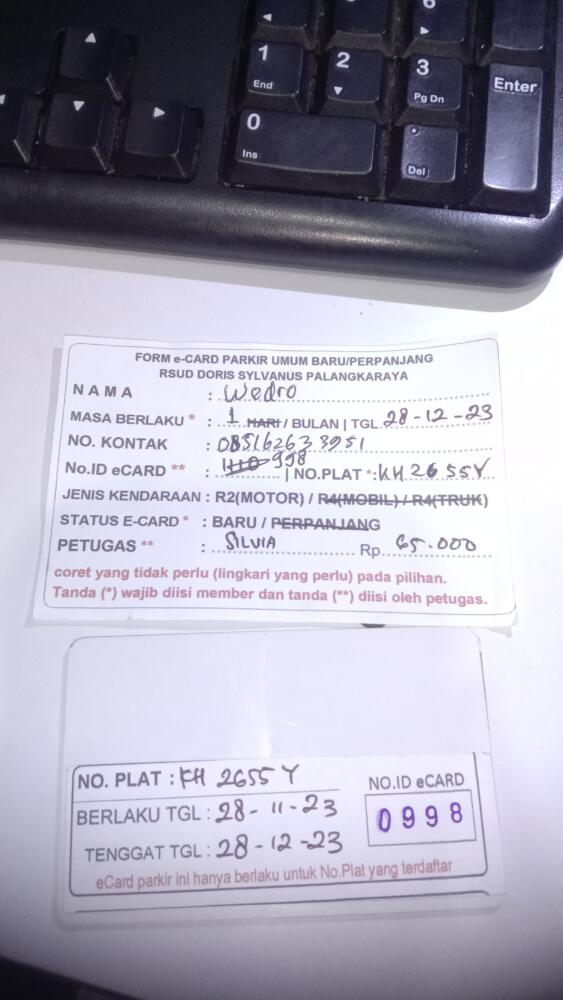 6
1
End
2
3
Pg Dn
Enter
0
Ins
.
Del
FORM e-CARD PARKIR UMUM BARU/PERPANJANG
RSUD DORIS SYLVANUS PALANGKARAYA
NAMA : Wedro
MASA BERLAKU * : 1 HARI / BULAN | TGL 28-12-23
NO. KONTAK :
No.ID eCARD ** : 998 | NO.PLAT *: KH 2655Y
JENIS KENDARAAN : R2(MOTOR) / R4(MOBIL) / R4(TRUK)
STATUS E-CARD * : BARU / PERPANJANG
PETUGAS ** : SILVIA Rp. 65.000
coret yang tidak perlu (lingkari yang perlu) pada pilihan.
Tanda (*) wajib diisi member dan tanda (**) diisi oleh petugas.
NO. PLAT : KH 2655 Y
NO.ID eCARD
BERLAKU TGL : 28-11-23
0998
TENGGAT TGL : 28-12-23
eCard parkir ini hanya berlaku untuk No.Plat yang terdaftar